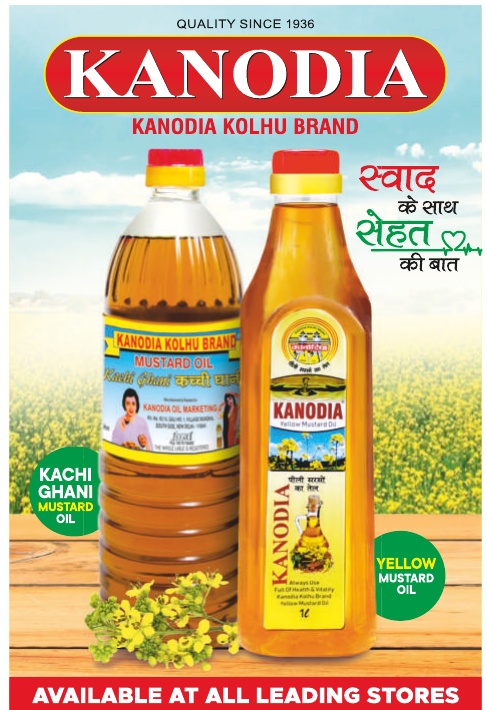 QUALITY SINCE 1936
KANODIA
KANODIA KOLHU BRAND
स्वाद
के साथ
सेहत
की बात
KANODIA KOLHU BRAND
MUSTARD OIL
Kachi Ghani कच्ची घानी
KANODIA OIL MARKETING
KANODIA
Yellow Mustard Oil
पीली सरसों
का तेल
KANODIA
Always Use
Full Of Health & Vitality
Kanodia Kolhu Brand
Yellow Mustard Oil
1ℓ
KACHI
GHANI
MUSTARD
OIL
YELLOW
MUSTARD
OIL
AVAILABLE AT ALL LEADING STORES